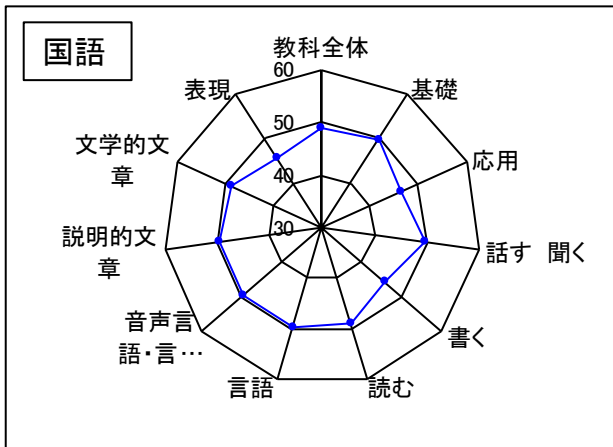 国語
教科全体
60
50
40
30
基礎
応用
話す 聞く
書く
読む
言語
音声言
語・言…
説明的文
章
文学的文
章
表現